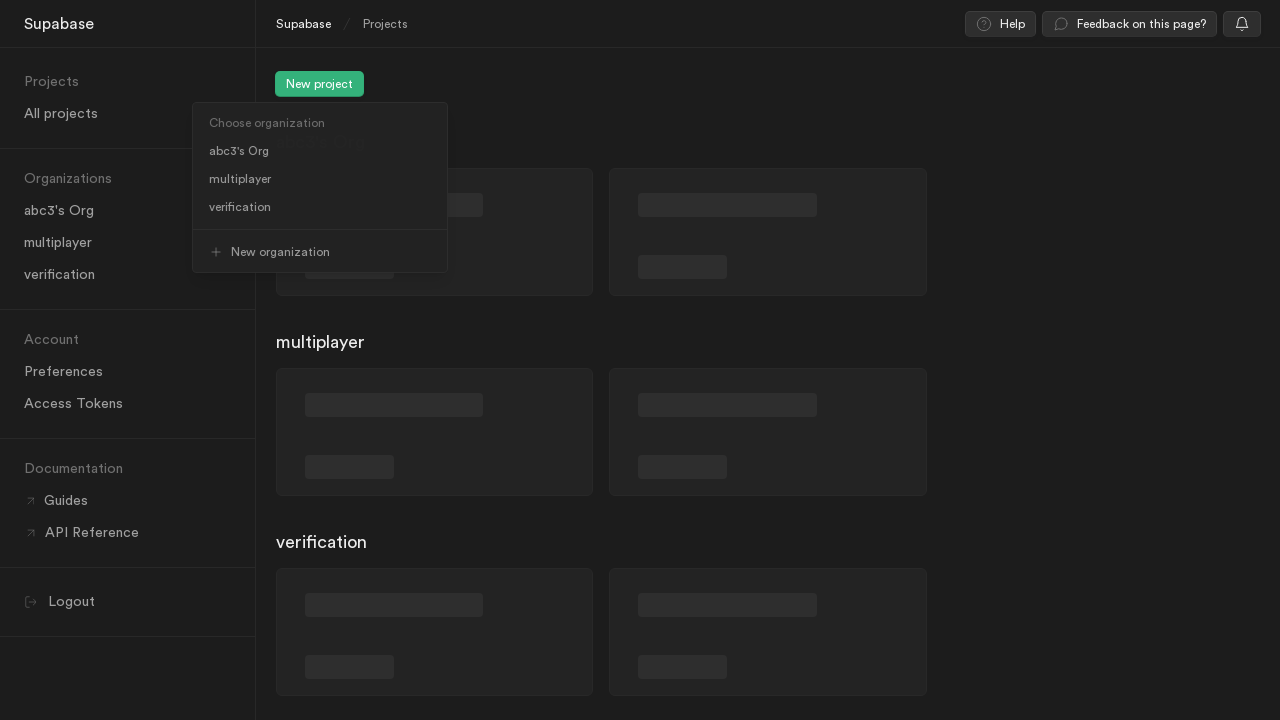 Supabase
Supabase / Projects
Help
Feedback on this page?
Projects
All projects
Organizations
abc3's Org
multiplayer
verification
Account
Preferences
Access Tokens
Documentation
Guides
API Reference
Logout
New project
Choose organization
abc3's Org
multiplayer
verification
New organization
multiplayer
verification